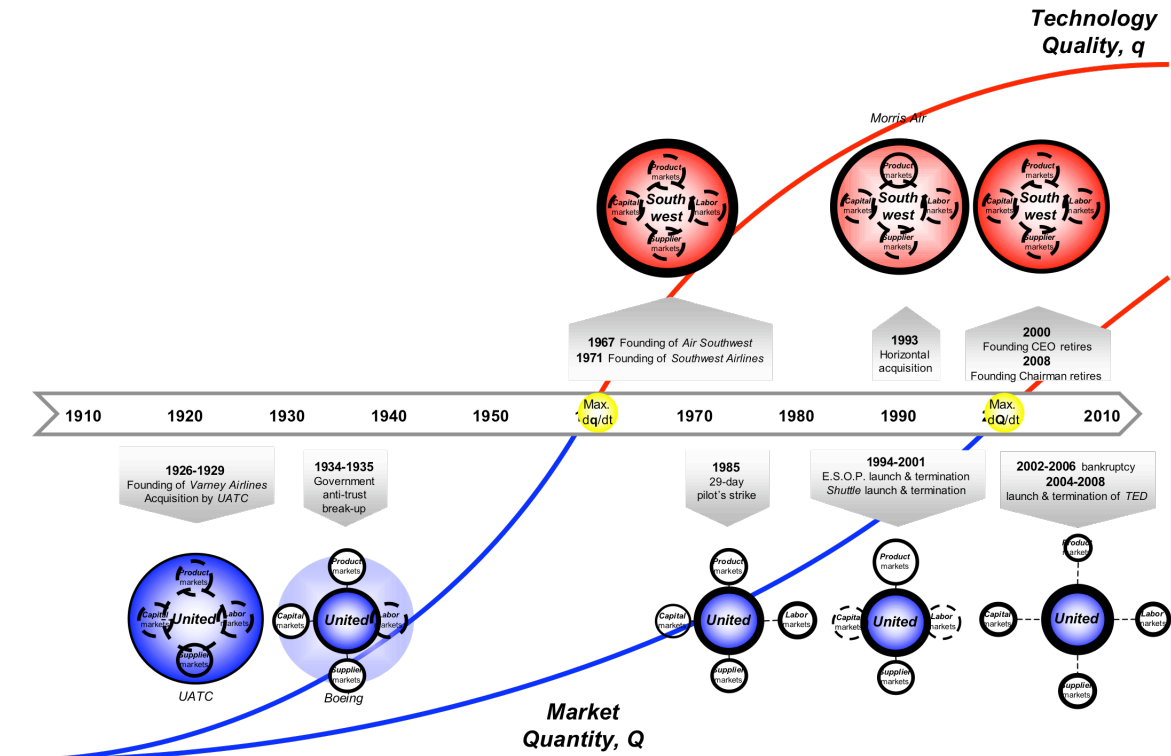 Technology
Quality, q
Morris Air
Product
markets
Capital
markets
South
west
Labor
markets
Supplier
markets
Product
markets
Capital
markets
South
west
Labor
markets
Supplier
markets
Product
markets
Capital
markets
South
west
Labor
markets
Supplier
markets
1967 Founding of Air Southwest
1971 Founding of Southwest Airlines
1993
Horizontal
acquisition
2000
Founding CEO retires
2008
Founding Chairman retires
1910 1920 1930 1940 1950 Max. dq/dt 1970 1980 1990 Max. dQ/dt 2010
1926-1929
Founding of Varney Airlines
Acquisition by UATC
1934-1935
Government
anti-trust
break-up
1985
29-day
pilot's strike
1994-2001
E.S.O.P. launch & termination
Shuttle launch & termination
2002-2006 bankruptcy
2004-2008
launch & termination of TED
Product
markets
Capital
markets
United
Labor
markets
Supplier
markets
UATC
Product
markets
Capital
markets
United
Labor
markets
Supplier
markets
Boeing
Product
markets
Capital
markets
United
Labor
markets
Supplier
markets
Product
markets
Capital
markets
United
Labor
markets
Supplier
markets
Product
markets
Capital
markets
United
Labor
markets
Supplier
markets
Market
Quantity, Q